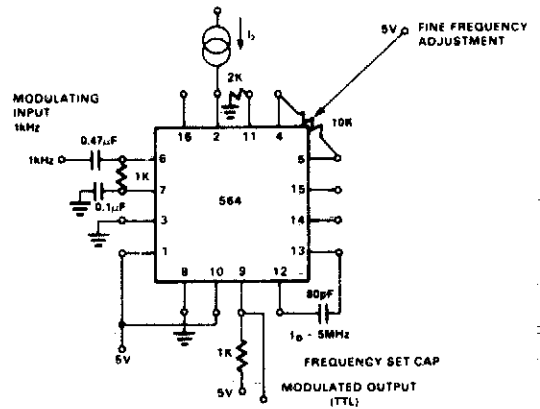 I₂
5V
FINE FREQUENCY
ADJUSTMENT
2K
MODULATING
INPUT
1kHz
16
2
11
4
10K
0.47µF
1kHz
6
5
1K
7
564
15
0.1µF
14
3
13
1
8
10
9
12
80pF
f₀ - 5MHz
1K
5V
FREQUENCY SET CAP
5V
MODULATED OUTPUT
(TTL)